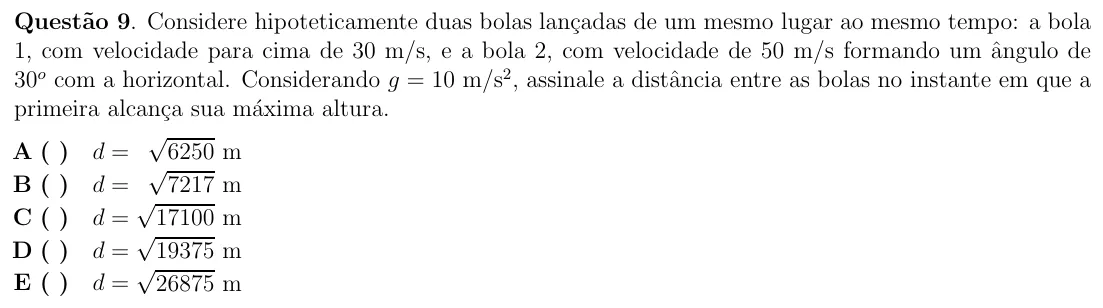 Questão 9. Considere hipoteticamente duas bolas lançadas de um mesmo lugar ao mesmo tempo: a bola
1, com velocidade para cima de 30 m/s, e a bola 2, com velocidade de 50 m/s formando um ângulo de
30º com a horizontal. Considerando g = 10 m/s², assinale a distância entre as bolas no instante em que a
primeira alcança sua máxima altura.
A ( ) d = √6250 m
B ( ) d = √7217 m
C ( ) d = √17100 m
D ( ) d = √19375 m
E ( ) d = √26875 m